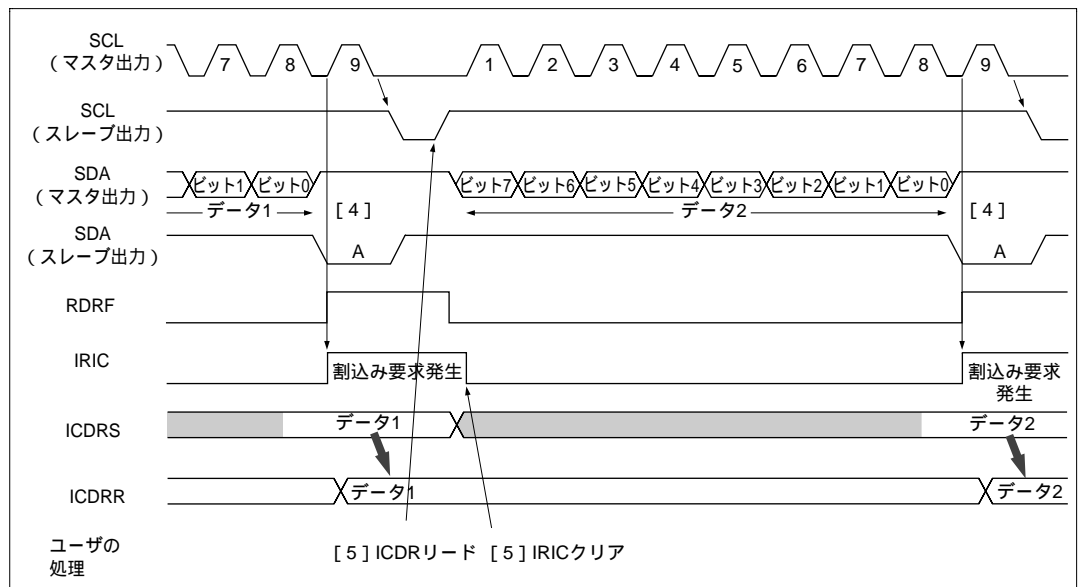 SCL
（マスタ出力）
7 8 9 1 2 3 4 5 6 7 8 9
SCL
（スレーブ出力）
SDA
（マスタ出力）
ビット1 ビット0 ビット7 ビット6 ビット5 ビット4 ビット3 ビット2 ビット1 ビット0
データ1 [4] データ2 [4]
SDA
（スレーブ出力）
A A
RDRF
IRIC
割込み要求発生
割込み要求
発生
ICDRS
データ1 データ2
ICDRR
データ1 データ2
ユーザの
処理
[5] ICDRリード [5] IRICクリア